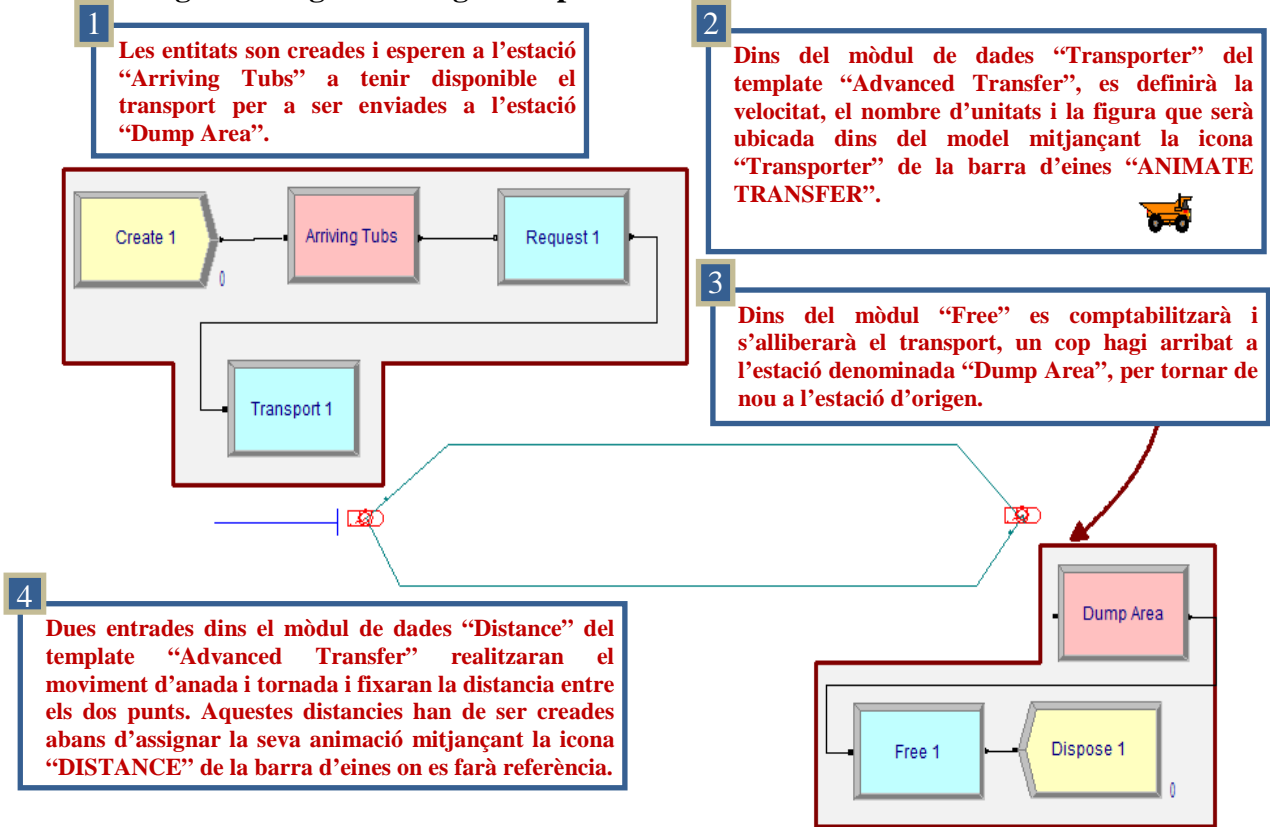 1
Les entitats son creades i esperen a l’estació
“Arriving Tubs” a tenir disponible el
transport per a ser enviades a l’estació
“Dump Area”.
2
Dins del mòdul de dades “Transporter” del
template “Advanced Transfer”, es definirà la
velocitat, el nombre d’unitats i la figura que serà
ubicada dins del model mitjançant la icona
“Transporter” de la barra d’eines “ANIMATE
TRANSFER”.
Create 1
0
Arriving Tubs
Request 1
Transport 1
3
Dins del mòdul “Free” es comptabilitzarà i
s’alliberarà el transport, un cop hagi arribat a
l’estació denominada “Dump Area”, per tornar de
nou a l’estació d’origen.
4
Dues entrades dins el mòdul de dades “Distance” del
template “Advanced Transfer” realitzaran el
moviment d’anada i tornada i fixaran la distancia entre
els dos punts. Aquestes distancies han de ser creades
abans d’assignar la seva animació mitjançant la icona
“DISTANCE” de la barra d’eines on es farà referència.
Dump Area
Free 1
Dispose 1
0